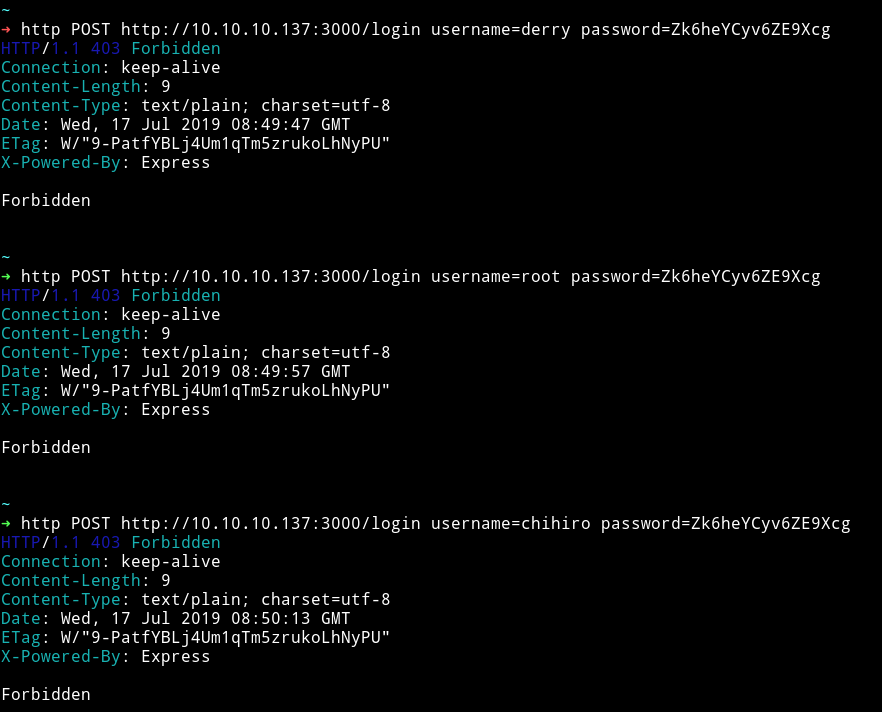 ~
→ http POST http://10.10.10.137:3000/login username=derry password=Zk6heYCyv6ZE9Xcg
HTTP/1.1 403 Forbidden
Connection: keep-alive
Content-Length: 9
Content-Type: text/plain; charset=utf-8
Date: Wed, 17 Jul 2019 08:49:47 GMT
ETag: W/"9-PatfYBLj4Um1qTm5zrukoLhNyPU"
X-Powered-By: Express
Forbidden
~
→ http POST http://10.10.10.137:3000/login username=root password=Zk6heYCyv6ZE9Xcg
HTTP/1.1 403 Forbidden
Connection: keep-alive
Content-Length: 9
Content-Type: text/plain; charset=utf-8
Date: Wed, 17 Jul 2019 08:49:57 GMT
ETag: W/"9-PatfYBLj4Um1qTm5zrukoLhNyPU"
X-Powered-By: Express
Forbidden
~
→ http POST http://10.10.10.137:3000/login username=chihiro password=Zk6heYCyv6ZE9Xcg
HTTP/1.1 403 Forbidden
Connection: keep-alive
Content-Length: 9
Content-Type: text/plain; charset=utf-8
Date: Wed, 17 Jul 2019 08:50:13 GMT
ETag: W/"9-PatfYBLj4Um1qTm5zrukoLhNyPU"
X-Powered-By: Express
Forbidden